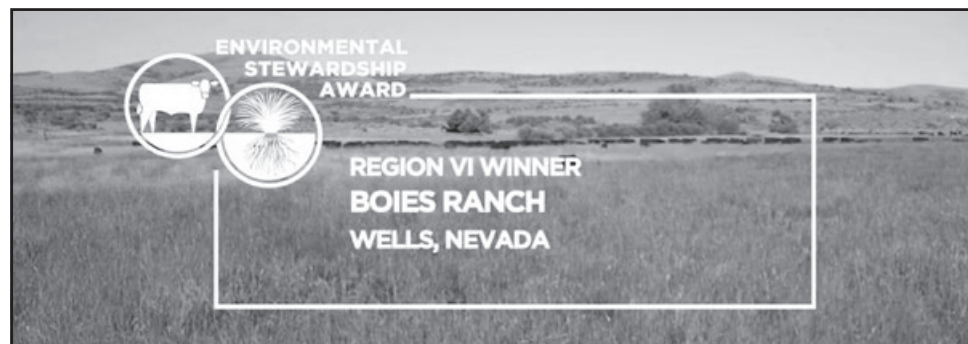 ENVIRONMENTAL
STEWARDSHIP
AWARD
REGION VI WINNER
BOIES RANCH
WELLS, NEVADA